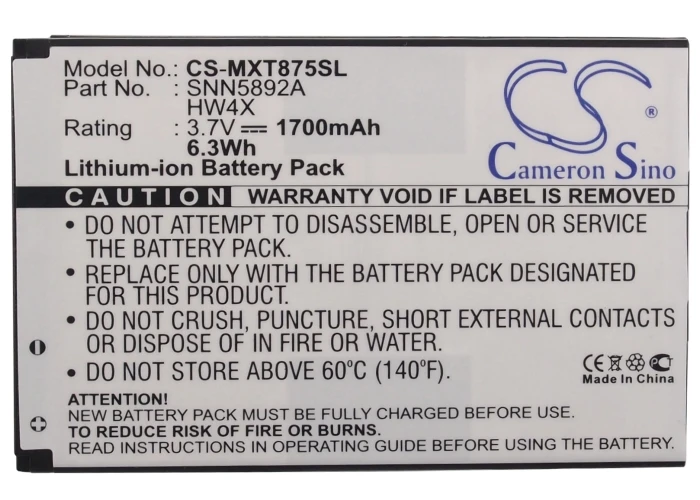 Model No.: CS-MXT875SL
Part No.: SNN5892A
HW4X
Rating : 3.7V 1700mAh
6.3Wh
Lithium-ion Battery Pack
CS ®
Cameron Sino
CAUTION WARRANTY VOID IF LABEL IS REMOVED
• DO NOT ATTEMPT TO DISASSEMBLE, OPEN OR SERVICE
THE BATTERY PACK.
• REPLACE ONLY WITH THE BATTERY PACK DESIGNATED
FOR THIS PRODUCT.
• DO NOT CRUSH, PUNCTURE, SHORT EXTERNAL CONTACTS
OR DISPOSE OF IN FIRE OR WATER.
• DO NOT STORE ABOVE 60°C (140°F).
CE
Made In China
ATTENTION:
NEW BATTERY PACK MUST BE FULLY CHARGED BEFORE USE.
TO REDUCE RISK OF FIRE OR BURNS.
READ INSTRUCTIONS IN OPERATING GUIDE BEFORE USING THE BATTERY.